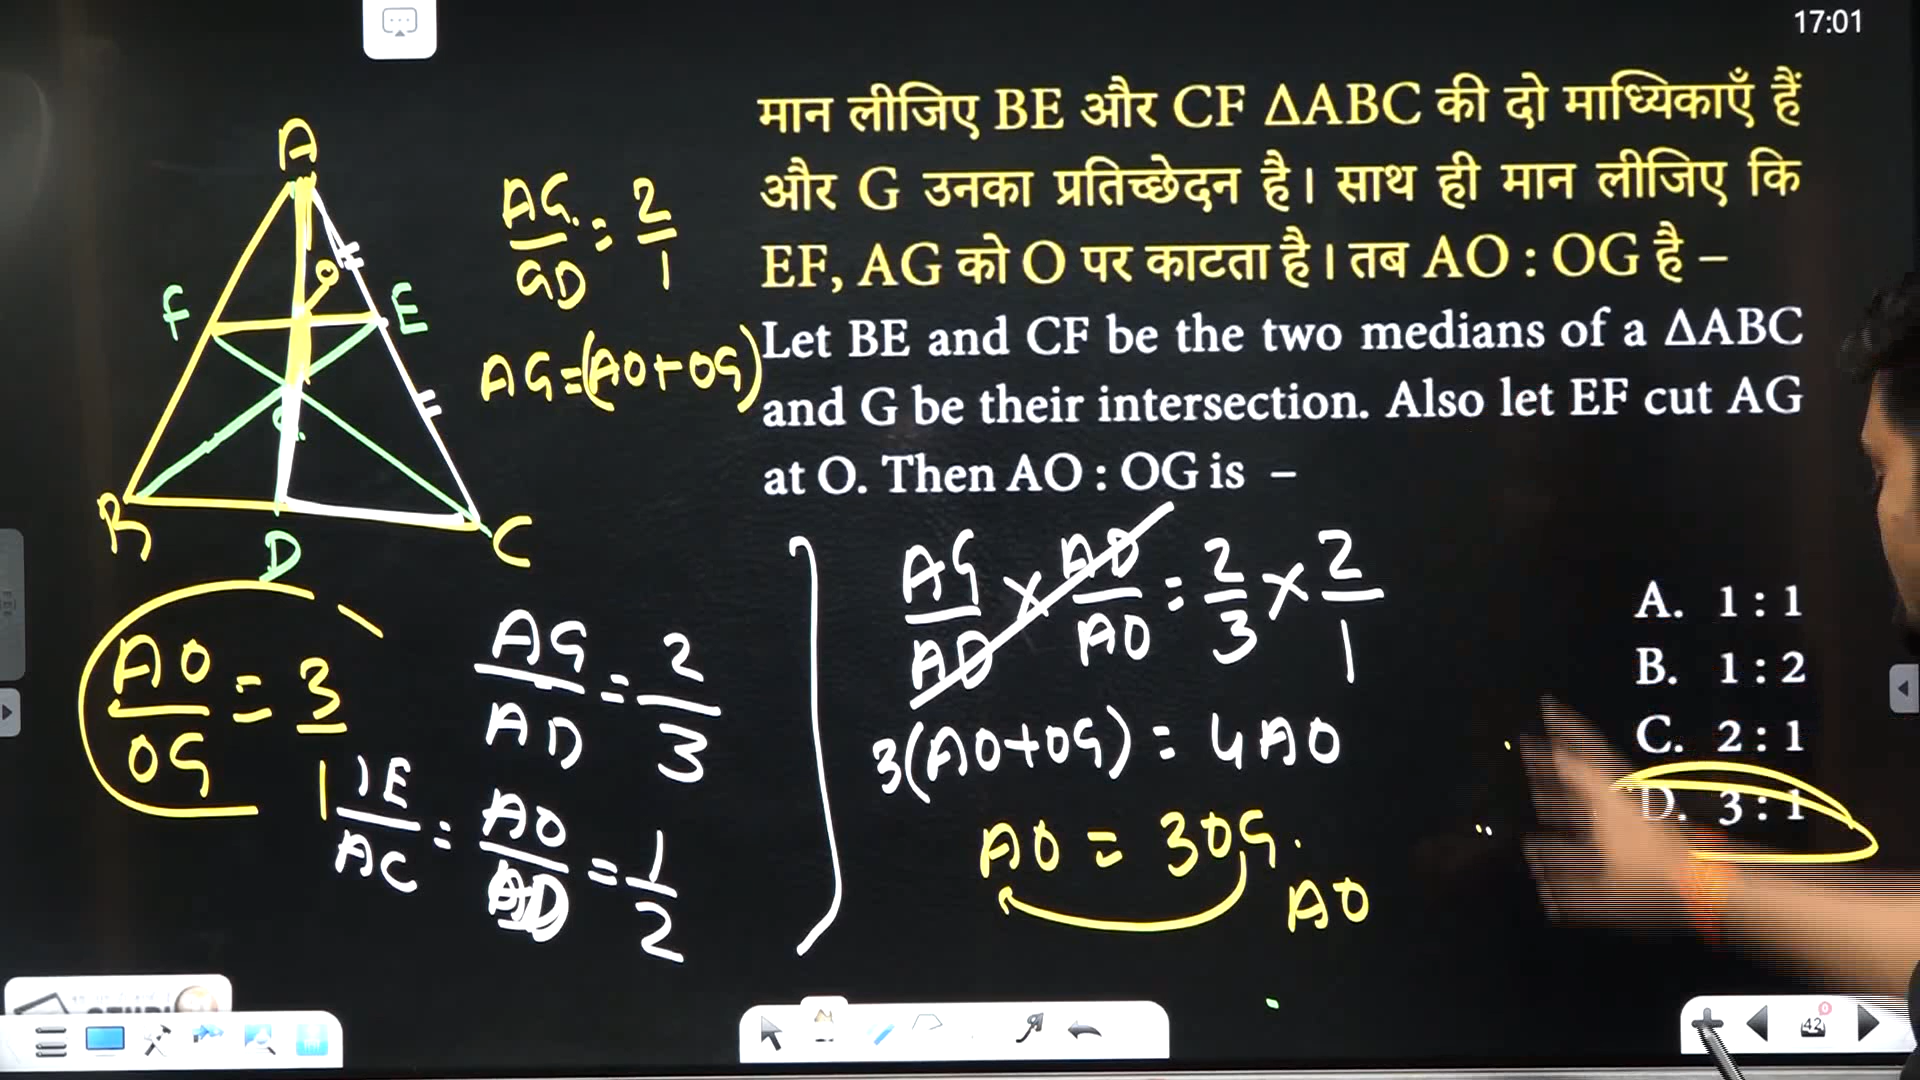 17:01
मान लीजिए BE और CF ΔABC की दो माध्यिकाएँ हैं
और G उनका प्रतिच्छेदन है। साथ ही मान लीजिए कि
EF, AG को O पर काटता है। तब AO : OG है –
Let BE and CF be the two medians of a ΔABC
and G be their intersection. Also let EF cut AG
at O. Then AO : OG is –
A. 1 : 1
B. 1 : 2
C. 2 : 1
D. 3 : 1
A
F
O
E
G
B
D
C
AG/GD = 2/1
AG=(AO+OG)
AO/OG = 3/1
AG/AD = 2/3
AE/AC = AO/AD = 1/2
AG/AD × AD/AO = 2/3 × 2/1
3(AO+OG) = 4AO
AO = 3OG.
AO
42